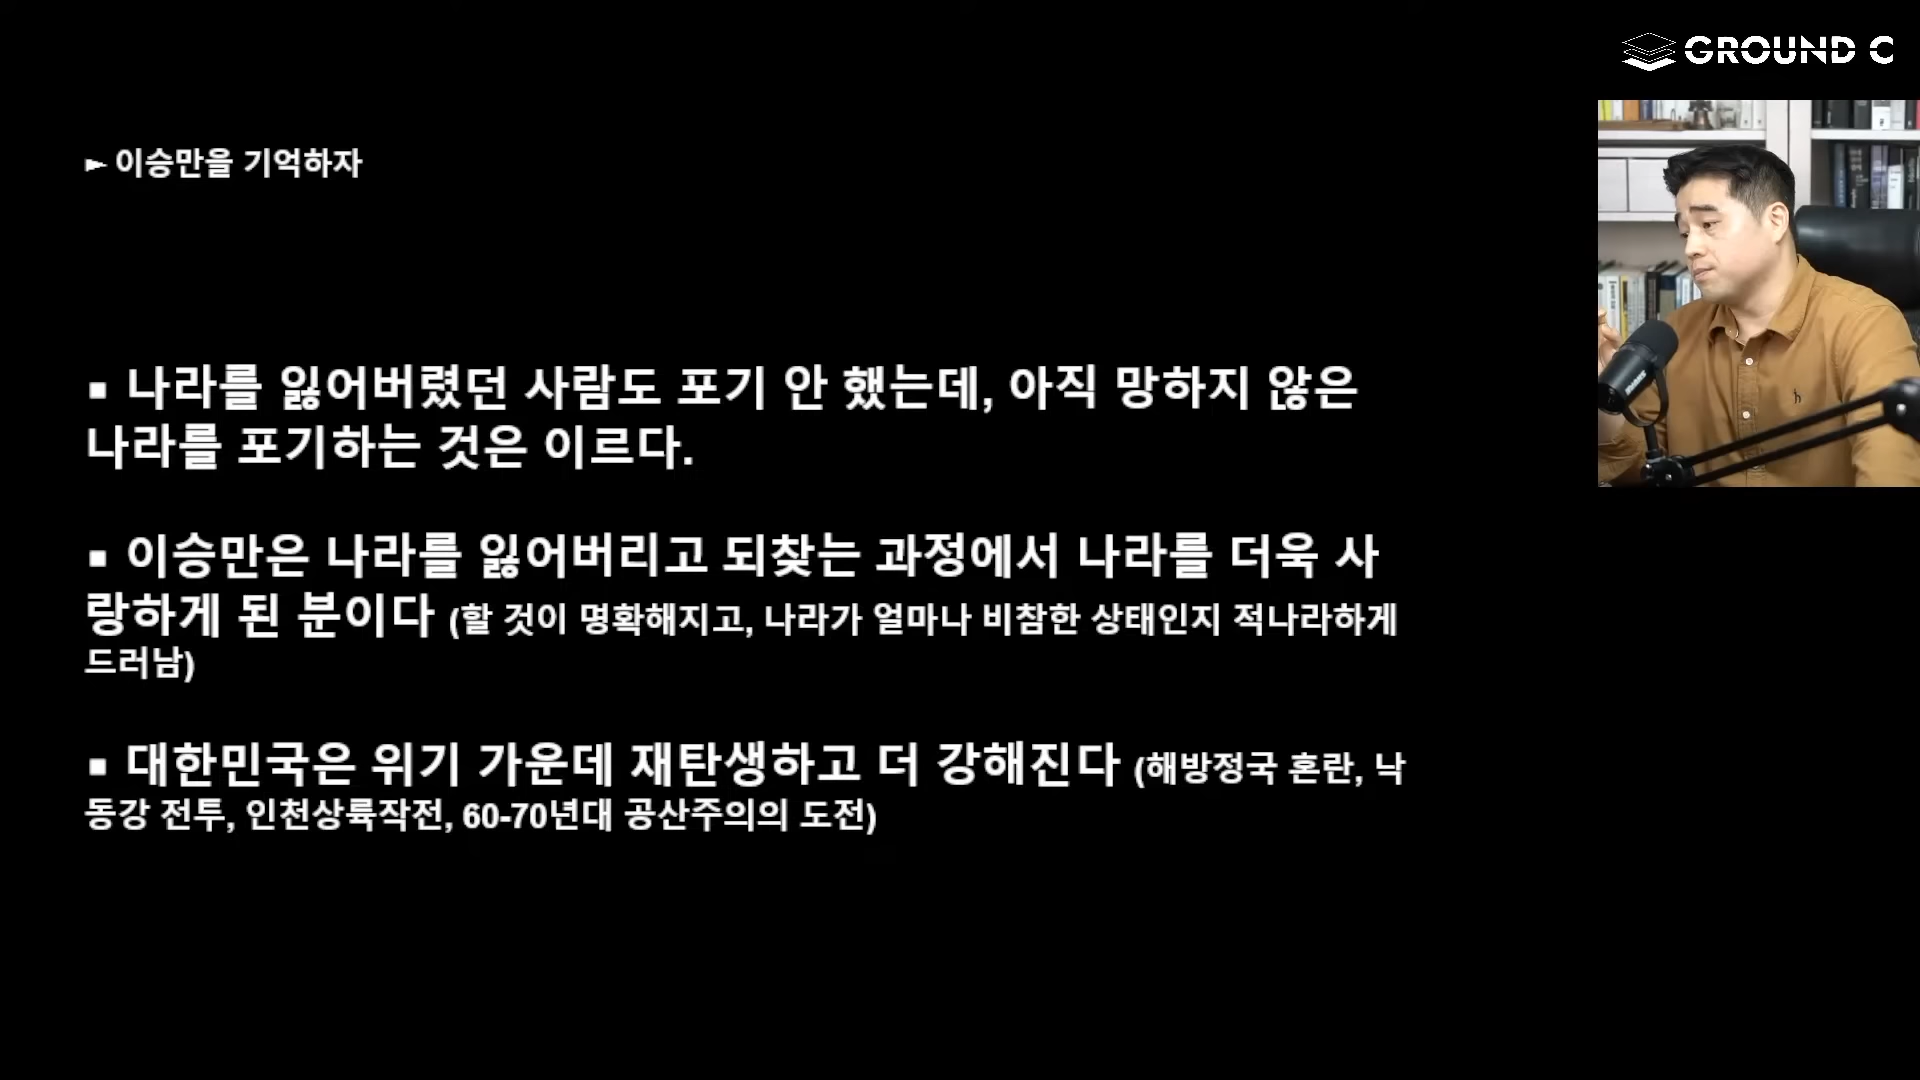 GROUND C
► 이승만을 기억하자
▪ 나라를 잃어버렸던 사람도 포기 안 했는데, 아직 망하지 않은
나라를 포기하는 것은 이르다.
▪ 이승만은 나라를 잃어버리고 되찾는 과정에서 나라를 더욱 사
랑하게 된 분이다 (할 것이 명확해지고, 나라가 얼마나 비참한 상태인지 적나라하게
드러남)
▪ 대한민국은 위기 가운데 재탄생하고 더 강해진다 (해방정국 혼란, 낙
동강 전투, 인천상륙작전, 60-70년대 공산주의의 도전)